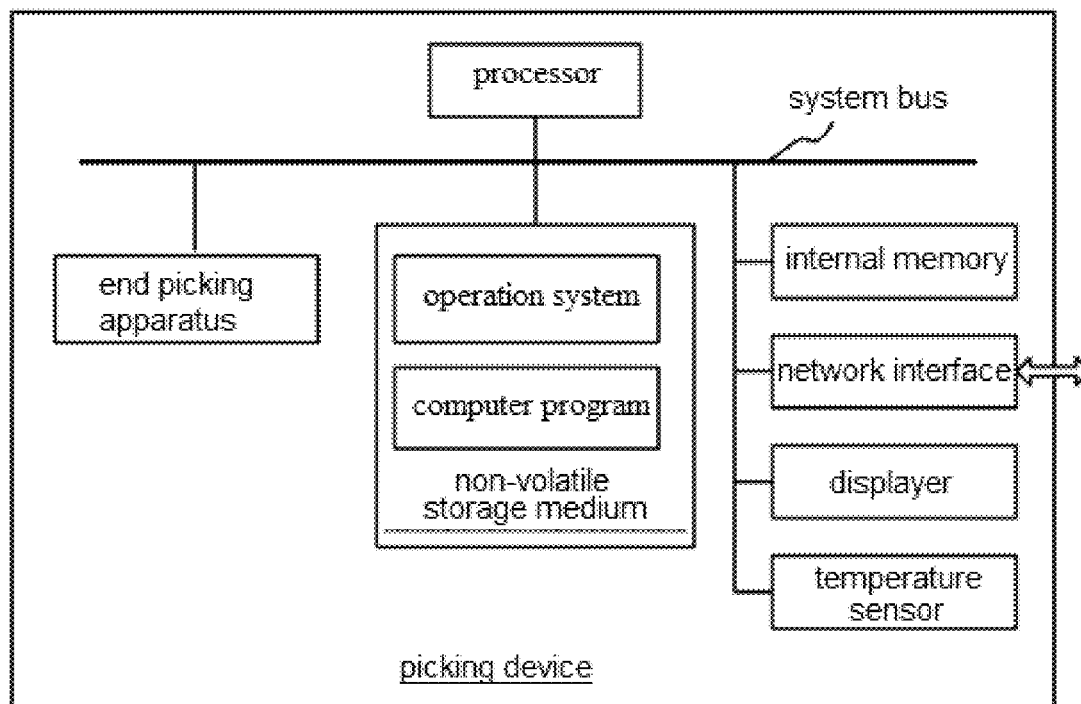 processor
system bus
end picking
apparatus
operation system
computer program
non-volatile
storage medium
internal memory
network interface
displayer
temperature
sensor
picking device